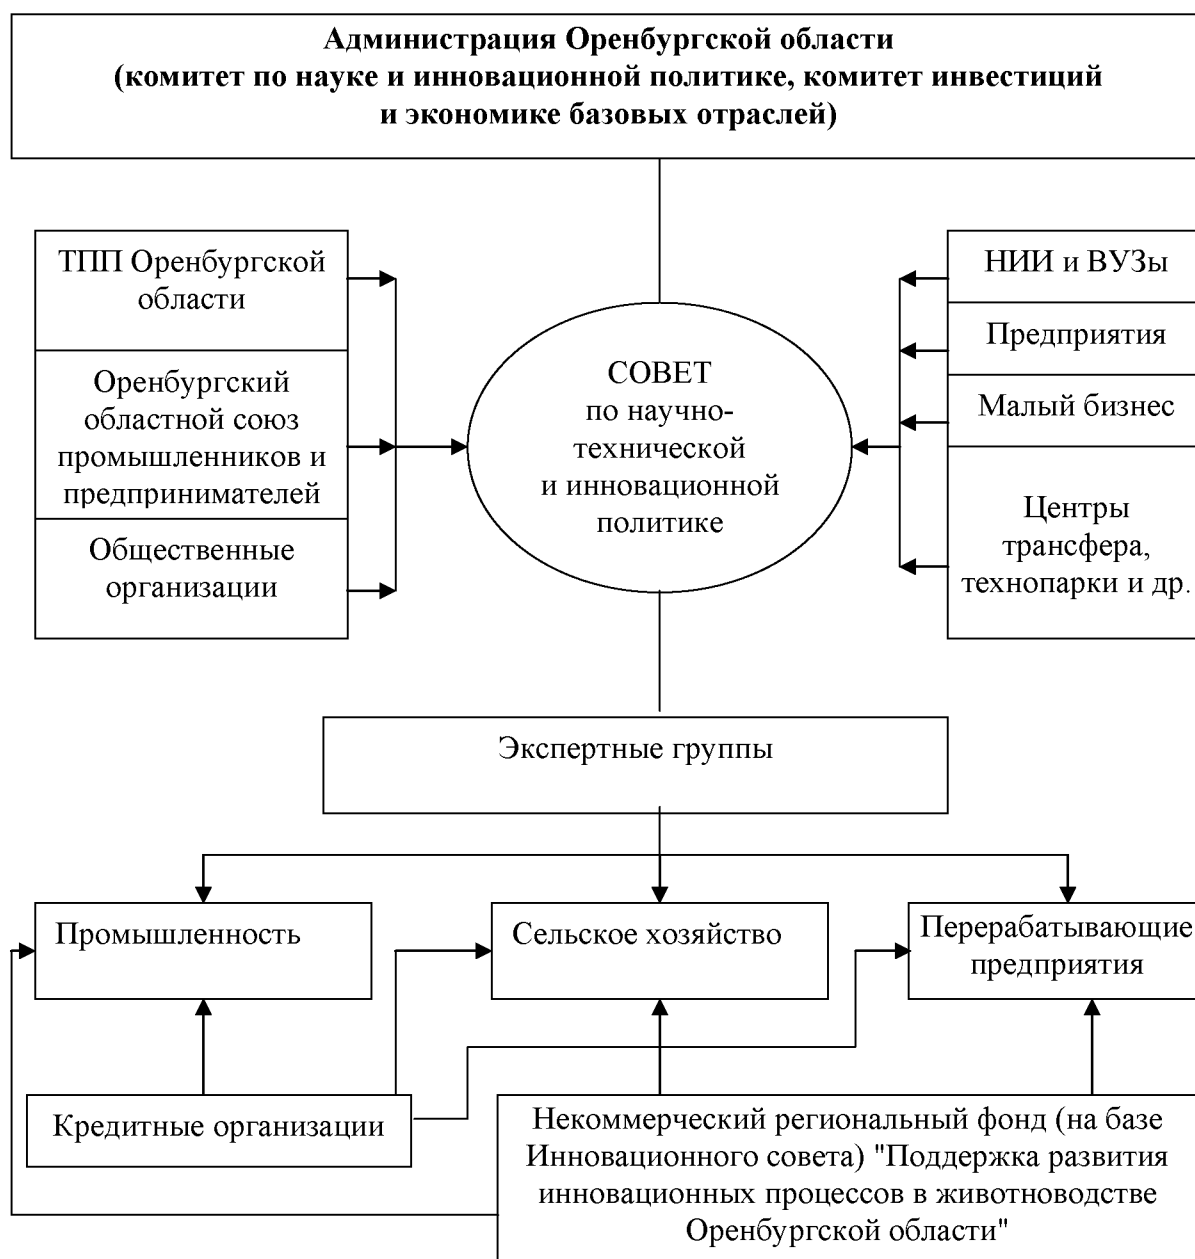 Администрация Оренбургской области
(комитет по науке и инновационной политике, комитет инвестиций
и экономике базовых отраслей)
ТПП Оренбургской
области
Оренбургский
областной союз
промышленников и
предпринимателей
Общественные
организации
СОВЕТ
по научно-
технической
и инновационной
политике
НИИ и ВУЗы
Предприятия
Малый бизнес
Центры
трансфера,
технопарки и др.
Экспертные группы
Промышленность
Сельское хозяйство
Перерабатывающие
предприятия
Кредитные организации
Некоммерческий региональный фонд (на базе
Инновационного совета) "Поддержка развития
инновационных процессов в животноводстве
Оренбургской области"